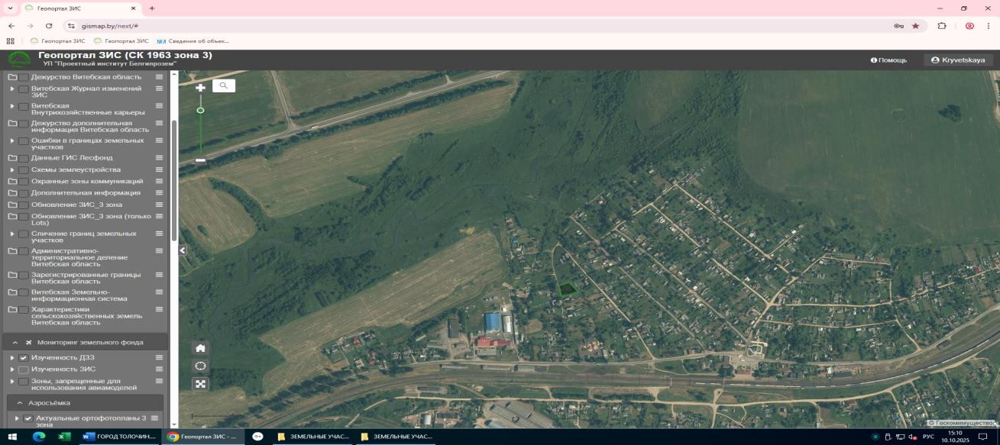 Геопортал ЗИС
gismap.by/next/#
Геопортал ЗИС
Геопортал ЗИС
Сведения об объек...
Геопортал ЗИС (СК 1963 зона 3)
УП "Проектный институт Белгипрозем"
Помощь
Kryvetskaya
Дежурство Витебская область
Витебская Журнал изменений
ЗИС
Витебская
Внутрихозяйственные карьеры
Дежурство дополнительная
информация Витебская область
Ошибки в границах земельных
участков
Данные ГИС Лесфонд
Схемы землеустройства
Охранные зоны коммуникаций
Дополнительная информация
Обновление ЗИС_3 зона
Обновление ЗИС_3 зона (только
Lots)
Сличение границ земельных
участков
Административно-
территориальное деление
Витебская область
Зарегистрированные границы
Витебская область
Витебская Земельно-
информационная система
Характеристики
сельскохозяйственных земель
Витебская область
Мониторинг земельного фонда
Изученность ДЗЗ
Изученность ЗИС
Зоны, запрещенные для
использования авиамоделей
Аэросъёмка
Актуальные ортофотопланы 3
зона
© Госкомимущество
ГОРОД ТОЛОЧИН....
Геопортал ЗИС - ...
ЗЕМЕЛЬНЫЕ УЧАС...
ЗЕМЕЛЬНЫЕ УЧАС...
РУС
15:10
10.10.2025